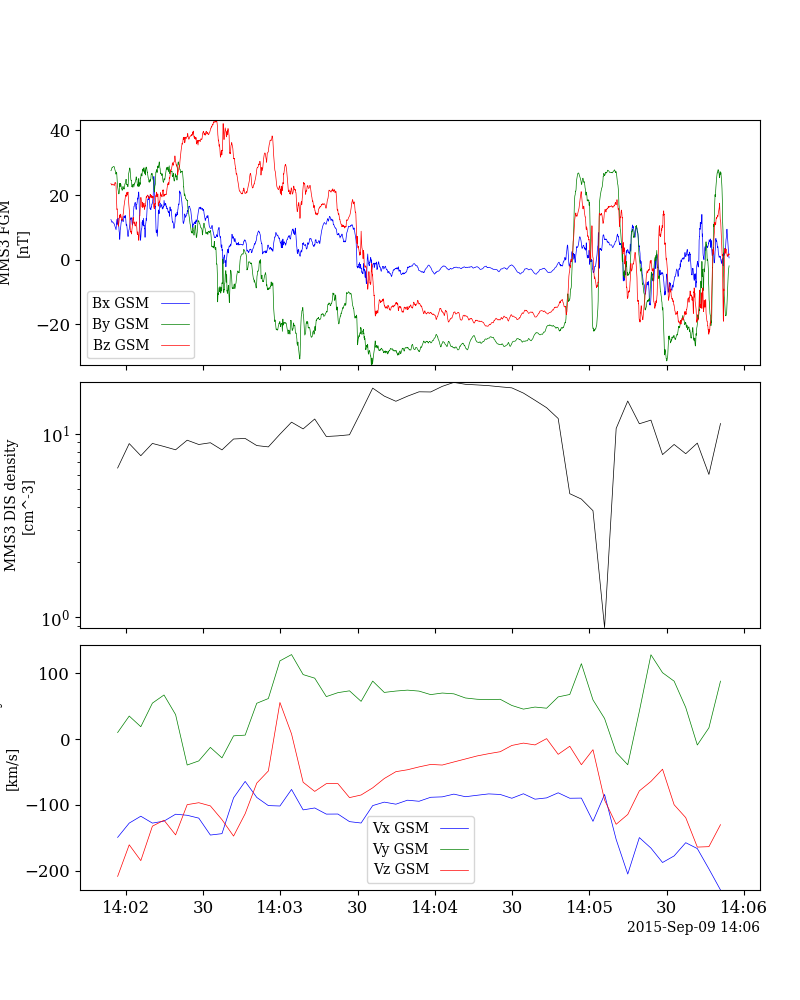 40
20
0
−20
MMS3 FGM
[nT]
Bx GSM
By GSM
Bz GSM
10^1
10^0
MMS3 DIS density
[cm^-3]
100
0
−100
−200
[km/s]
Vx GSM
Vy GSM
Vz GSM
14:02 30 14:03 30 14:04 30 14:05 30 14:06
2015-Sep-09 14:06